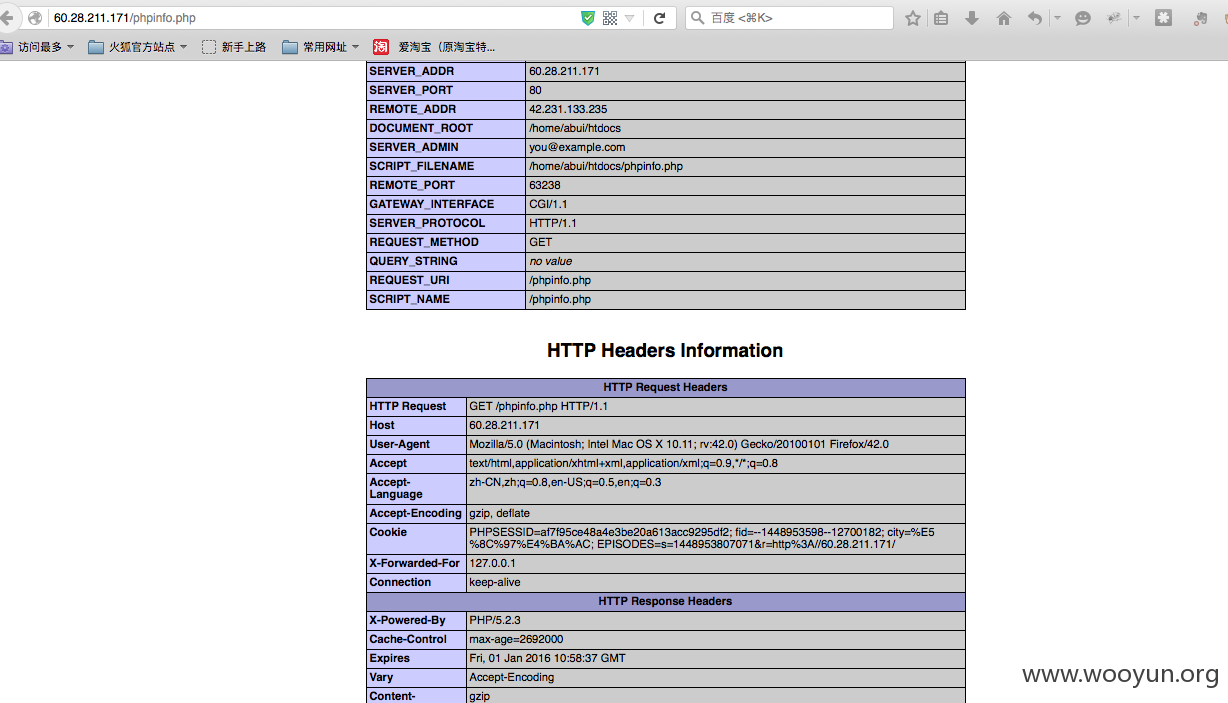 60.28.211.171/phpinfo.php
百度 <⌘K>
访问最多 火狐官方站点 新手上路 常用网址 淘 爱淘宝（原淘宝特...
SERVER_ADDR 60.28.211.171
SERVER_PORT 80
REMOTE_ADDR 42.231.133.235
DOCUMENT_ROOT /home/abui/htdocs
SERVER_ADMIN you@example.com
SCRIPT_FILENAME /home/abui/htdocs/phpinfo.php
REMOTE_PORT 63238
GATEWAY_INTERFACE CGI/1.1
SERVER_PROTOCOL HTTP/1.1
REQUEST_METHOD GET
QUERY_STRING no value
REQUEST_URI /phpinfo.php
SCRIPT_NAME /phpinfo.php
HTTP Headers Information
HTTP Request Headers
HTTP Request GET /phpinfo.php HTTP/1.1
Host 60.28.211.171
User-Agent Mozilla/5.0 (Macintosh; Intel Mac OS X 10.11; rv:42.0) Gecko/20100101 Firefox/42.0
Accept text/html,application/xhtml+xml,application/xml;q=0.9,*/*;q=0.8
Accept-
Language zh-CN,zh;q=0.8,en-US;q=0.5,en;q=0.3
Accept-Encoding gzip, deflate
Cookie PHPSESSID=af7f95ce48a4e3be20a613acc9295df2; fid=--1448953598--12700182; city=%E5
%8C%97%E4%BA%AC; EPISODES=s=1448953807071&r=http%3A//60.28.211.171/
X-Forwarded-For 127.0.0.1
Connection keep-alive
HTTP Response Headers
X-Powered-By PHP/5.2.3
Cache-Control max-age=2692000
Expires Fri, 01 Jan 2016 10:58:37 GMT
Vary Accept-Encoding
Content- gzip
www.wooyun.org